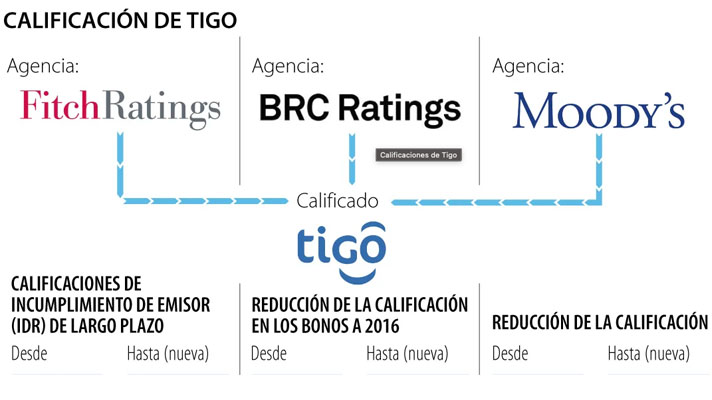 CALIFICACIÓN DE TIGO
Agencia:
FitchRatings
Agencia:
BRC Ratings
Agencia:
MOODY'S
Calificaciones de Tigo
Calificado
tigo
CALIFICACIONES DE
INCUMPLIMIENTO DE EMISOR
(IDR) DE LARGO PLAZO
Desde Hasta (nueva)
REDUCCIÓN DE LA CALIFICACIÓN
EN LOS BONOS A 2016
Desde Hasta (nueva)
REDUCCIÓN DE LA CALIFICACIÓN
Desde Hasta (nueva)